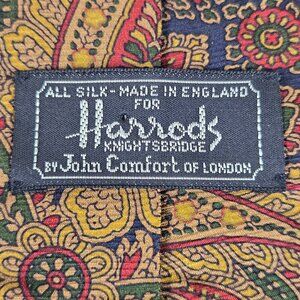 ALL SILK - MADE IN ENGLAND
FOR
Harrods
KNIGHTSBRIDGE
BY John Comfort OF LONDON